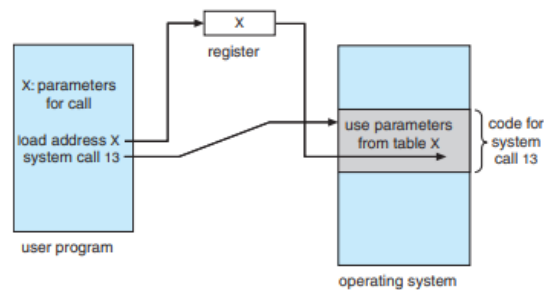 X
register
X: parameters
for call
load address X
system call 13
user program
use parameters
from table X
code for
system
call 13
operating system